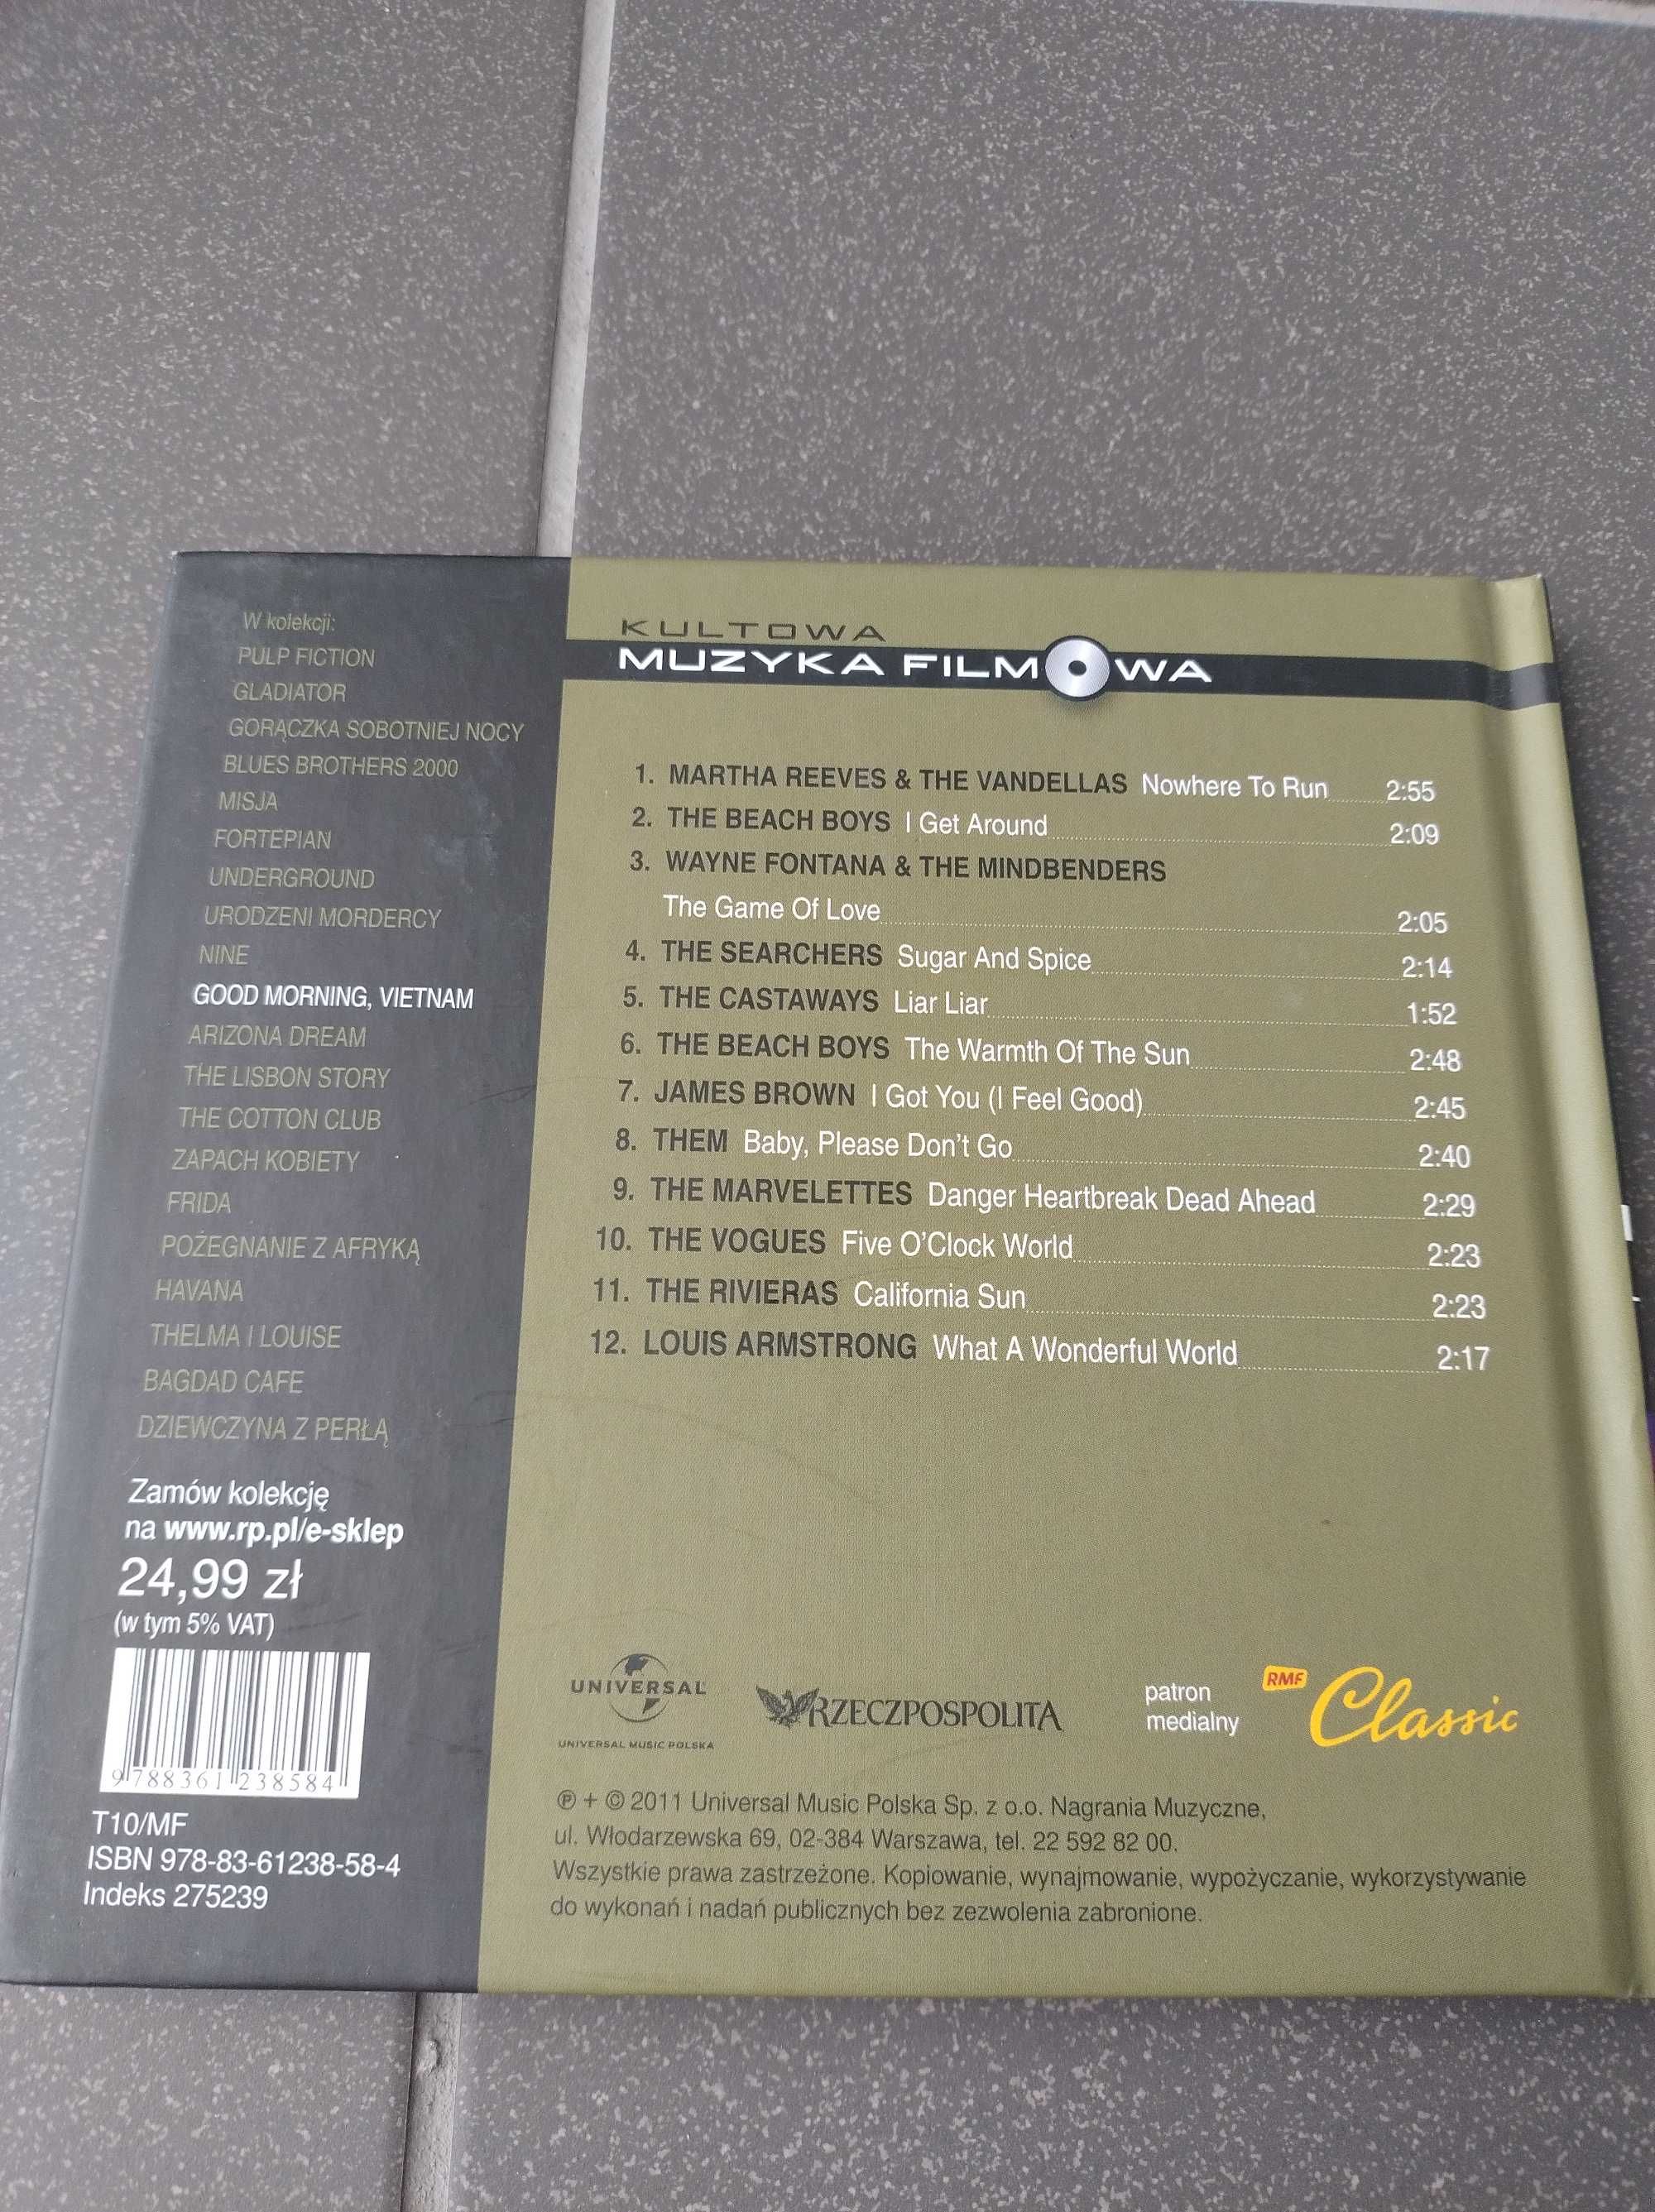 W kolekcji:
PULP FICTION
GLADIATOR
GORĄCZKA SOBOTNIEJ NOCY
BLUES BROTHERS 2000
MISJA
FORTEPIAN
UNDERGROUND
URODZENI MORDERCY
NINE
GOOD MORNING, VIETNAM
ARIZONA DREAM
THE LISBON STORY
THE COTTON CLUB
ZAPACH KOBIETY
FRIDA
POŻEGNANIE Z AFRYKĄ
HAVANA
THELMA I LOUISE
BAGDAD CAFE
DZIEWCZYNA Z PERŁĄ
Zamów kolekcję
na www.rp.pl/e-sklep
24,99 zł
(w tym 5% VAT)
9 788361 238584
T10/MF
ISBN 978-83-61238-58-4
Indeks 275239
KULTOWA
MUZYKA FILMOWA
1. MARTHA REEVES & THE VANDELLAS Nowhere To Run 2:55
2. THE BEACH BOYS I Get Around 2:09
3. WAYNE FONTANA & THE MINDBENDERS
The Game Of Love 2:05
4. THE SEARCHERS Sugar And Spice 2:14
5. THE CASTAWAYS Liar Liar 1:52
6. THE BEACH BOYS The Warmth Of The Sun 2:48
7. JAMES BROWN I Got You (I Feel Good) 2:45
8. THEM Baby, Please Don't Go 2:40
9. THE MARVELETTES Danger Heartbreak Dead Ahead 2:29
10. THE VOGUES Five O'Clock World 2:23
11. THE RIVIERAS California Sun 2:23
12. LOUIS ARMSTRONG What A Wonderful World 2:17
UNIVERSAL
UNIVERSAL MUSIC POLSKA
RZECZPOSPOLITA
patron
medialny
RMF Classic
℗ + © 2011 Universal Music Polska Sp. z o.o. Nagrania Muzyczne,
ul. Włodarzewska 69, 02-384 Warszawa, tel. 22 592 82 00.
Wszystkie prawa zastrzeżone. Kopiowanie, wynajmowanie, wypożyczanie, wykorzystywanie
do wykonań i nadań publicznych bez zezwolenia zabronione.